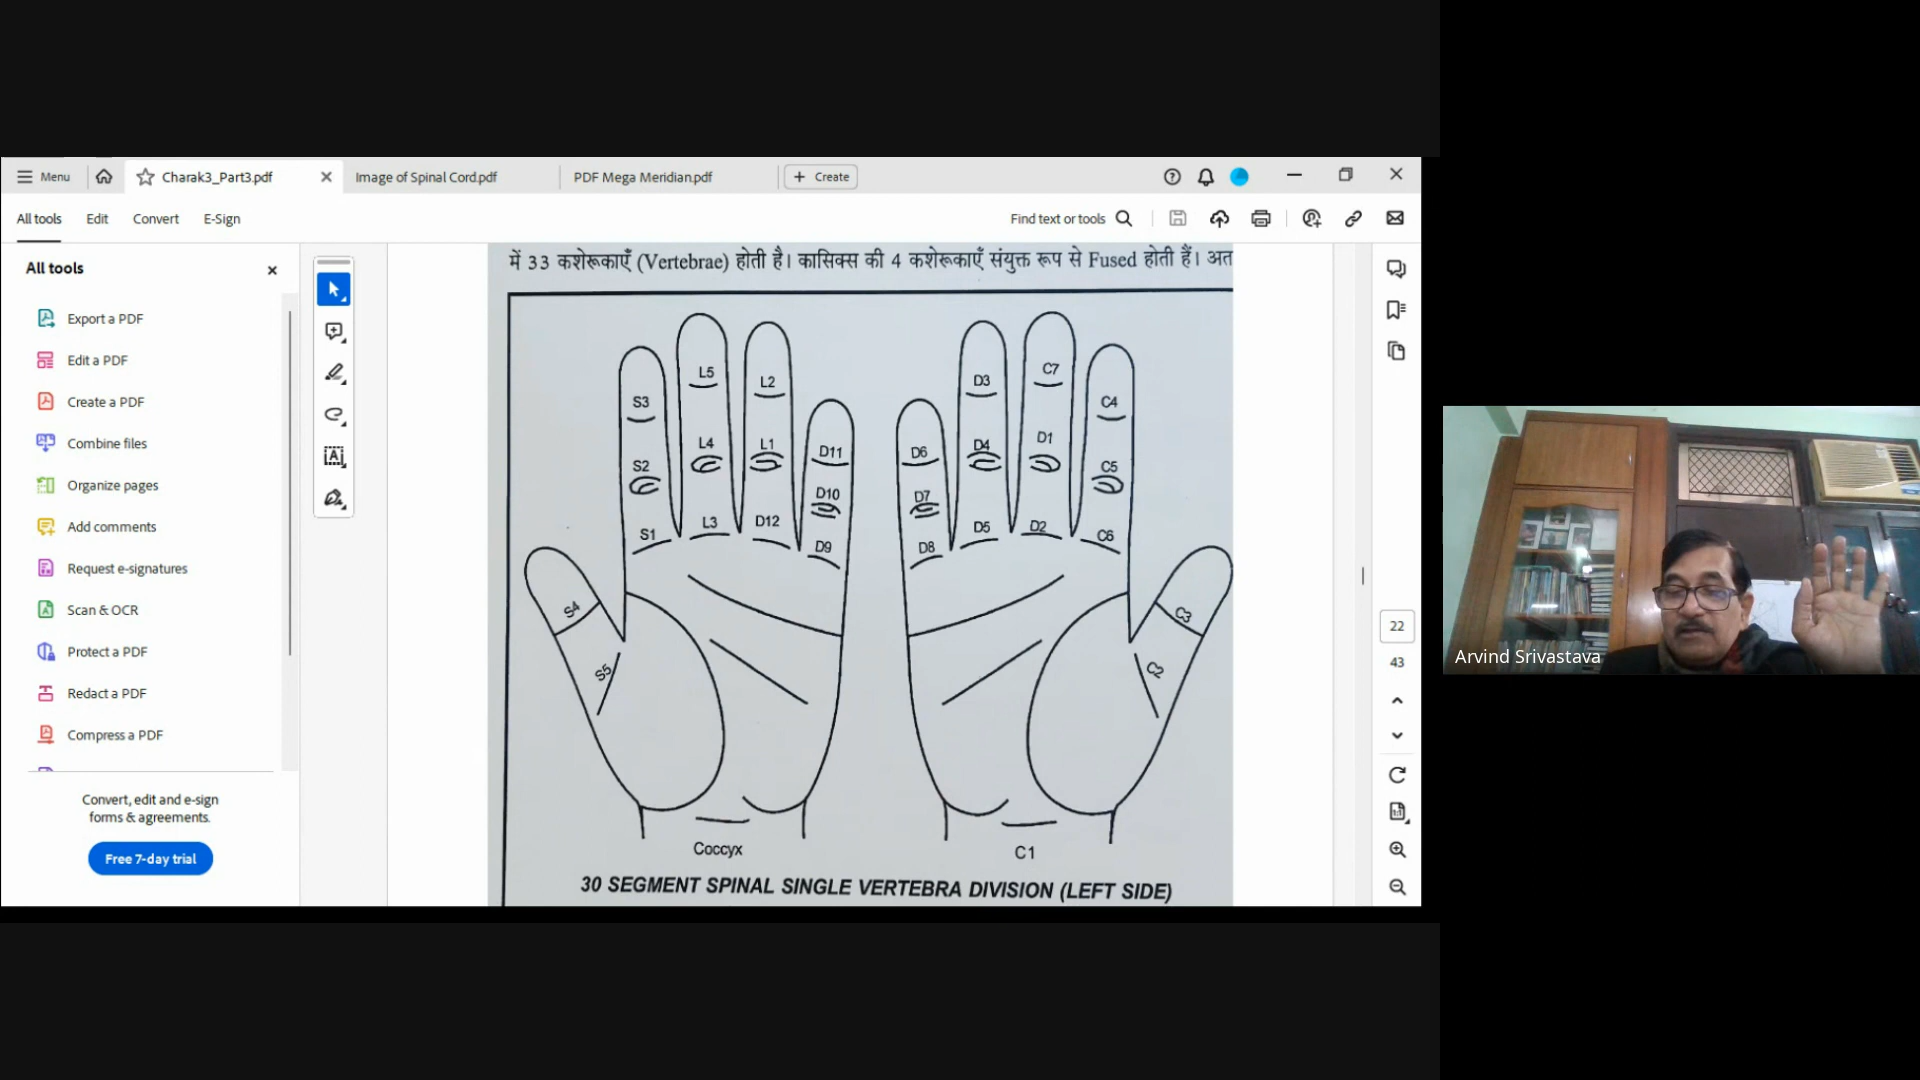 Menu
Charak3_Part3.pdf
Image of Spinal Cord.pdf
PDF Mega Meridian.pdf
+ Create
All tools
Edit
Convert
E-Sign
Find text or tools
All tools
Export a PDF
Edit a PDF
Create a PDF
Combine files
Organize pages
Add comments
Request e-signatures
Scan & OCR
Protect a PDF
Redact a PDF
Compress a PDF
Convert, edit and e-sign
forms & agreements.
Free 7-day trial
में 33 कशेरूकाएँ (Vertebrae) होती है। कासिक्स की 4 कशेरूकाएँ संयुक्त रूप से Fused होती हैं। अत
L5 L2 D3 C7
S3 C4
L4 L1 D11 D6 D4 D1
S2 D10 D7 C5
S1 L3 D12 D9 D8 D5 D2 C6
S4 C3
S5 C2
Coccyx C1
30 SEGMENT SPINAL SINGLE VERTEBRA DIVISION (LEFT SIDE)
22
43
Arvind Srivastava